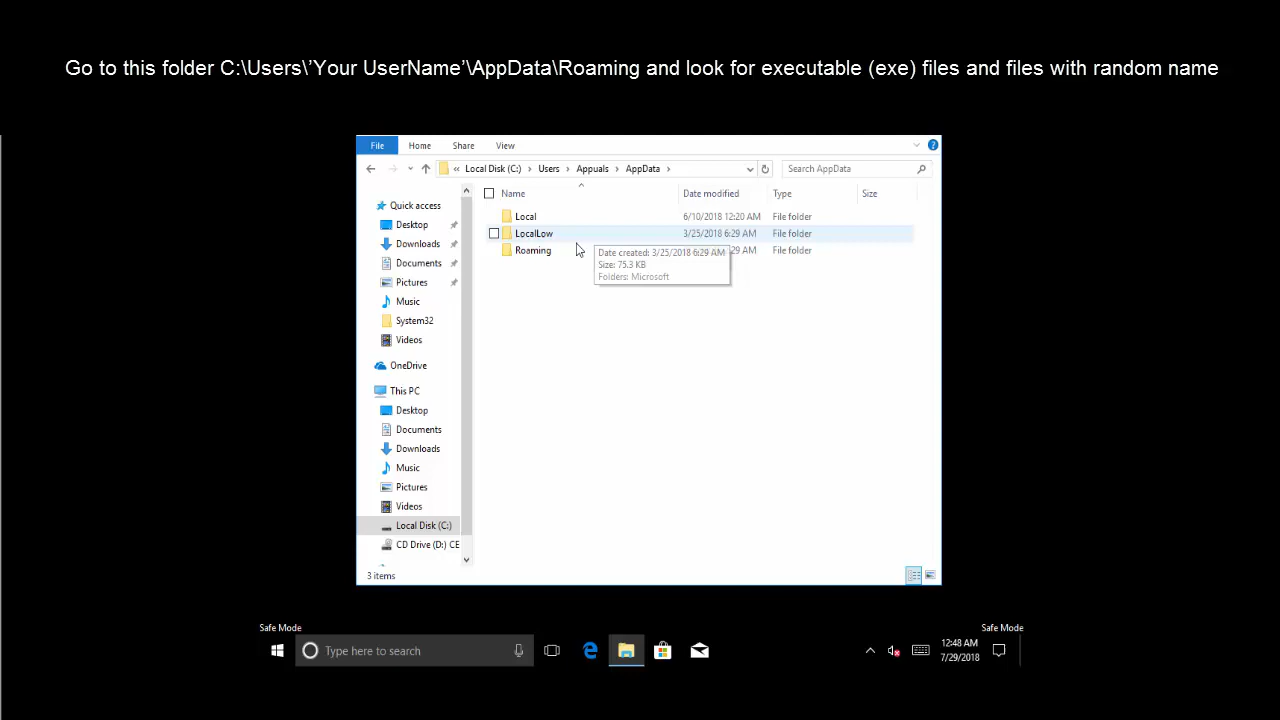 Go to this folder C:\Users\’Your UserName’\AppData\Roaming and look for executable (exe) files and files with random name
File Home Share View
« Local Disk (C:) › Users › Appuals › AppData ›
Search AppData
Name Date modified Type Size
Quick access
Desktop
Downloads
Documents
Pictures
Music
System32
Videos
OneDrive
This PC
Desktop
Documents
Downloads
Music
Pictures
Videos
Local Disk (C:)
CD Drive (D:) CE
Local 6/10/2018 12:20 AM File folder
LocalLow 3/25/2018 6:29 AM File folder
Roaming :29 AM File folder
Date created: 3/25/2018 6:29 AM
Size: 75.3 KB
Folders: Microsoft
3 items
Safe Mode
Safe Mode
Type here to search
12:48 AM
7/29/2018